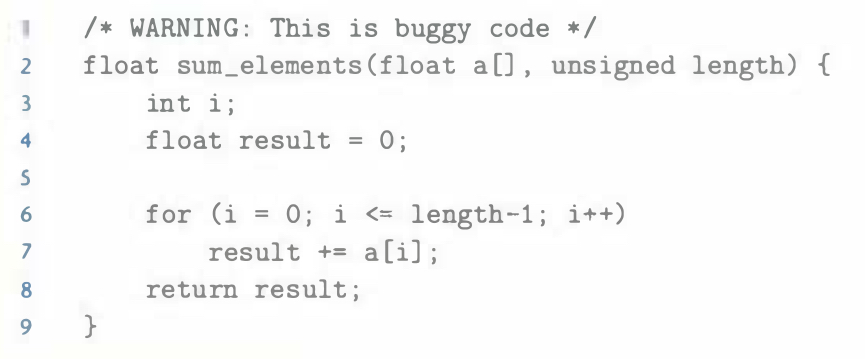 1 /* WARNING: This is buggy code */
2 float sum_elements(float a[], unsigned length) {
3 int i;
4 float result = 0;
5
6 for (i = 0; i <= length-1; i++)
7 result += a[i];
8 return result;
9 }